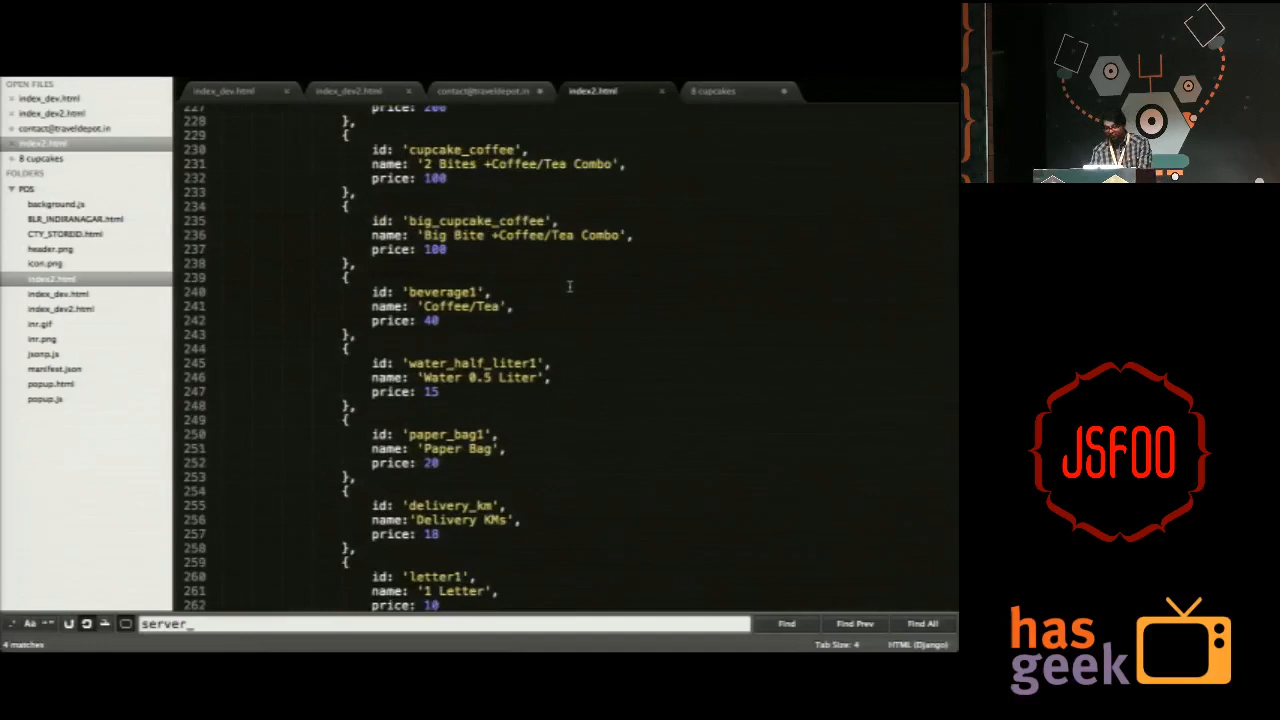 OPEN FILES
index_dev.html
index_dev2.html
contact@traveldepot.in
index2.html
8 cupcakes
FOLDERS
POS
background.js
BLR_INDIRANAGAR.html
CTY_STOREID.html
header.png
icon.png
index2.html
index_dev.html
index_dev2.html
inr.gif
inr.png
jsonp.js
manifest.json
popup.html
popup.js
index_dev.html index_dev2.html contact@traveldepot.in index2.html 8 cupcakes
227 price: 200
228 },
229 {
230 id: 'cupcake_coffee',
231 name: '2 Bites +Coffee/Tea Combo',
232 price: 100
233 },
234 {
235 id: 'big_cupcake_coffee',
236 name: 'Big Bite +Coffee/Tea Combo',
237 price: 100
238 },
239 {
240 id: 'beverage1',
241 name: 'Coffee/Tea',
242 price: 40
243 },
244 {
245 id: 'water_half_liter1',
246 name: 'Water 0.5 Liter',
247 price: 15
248 },
249 {
250 id: 'paper_bag1',
251 name: 'Paper Bag',
252 price: 20
253 },
254 {
255 id: 'delivery_km',
256 name:'Delivery KMs',
257 price: 18
258 },
259 {
260 id: 'letter1',
261 name: '1 Letter',
262 price: 10
.* Aa "" server_ Find Find Prev Find All
4 matches Tab Size: 4 HTML (Django)
JSFOO
has
geek